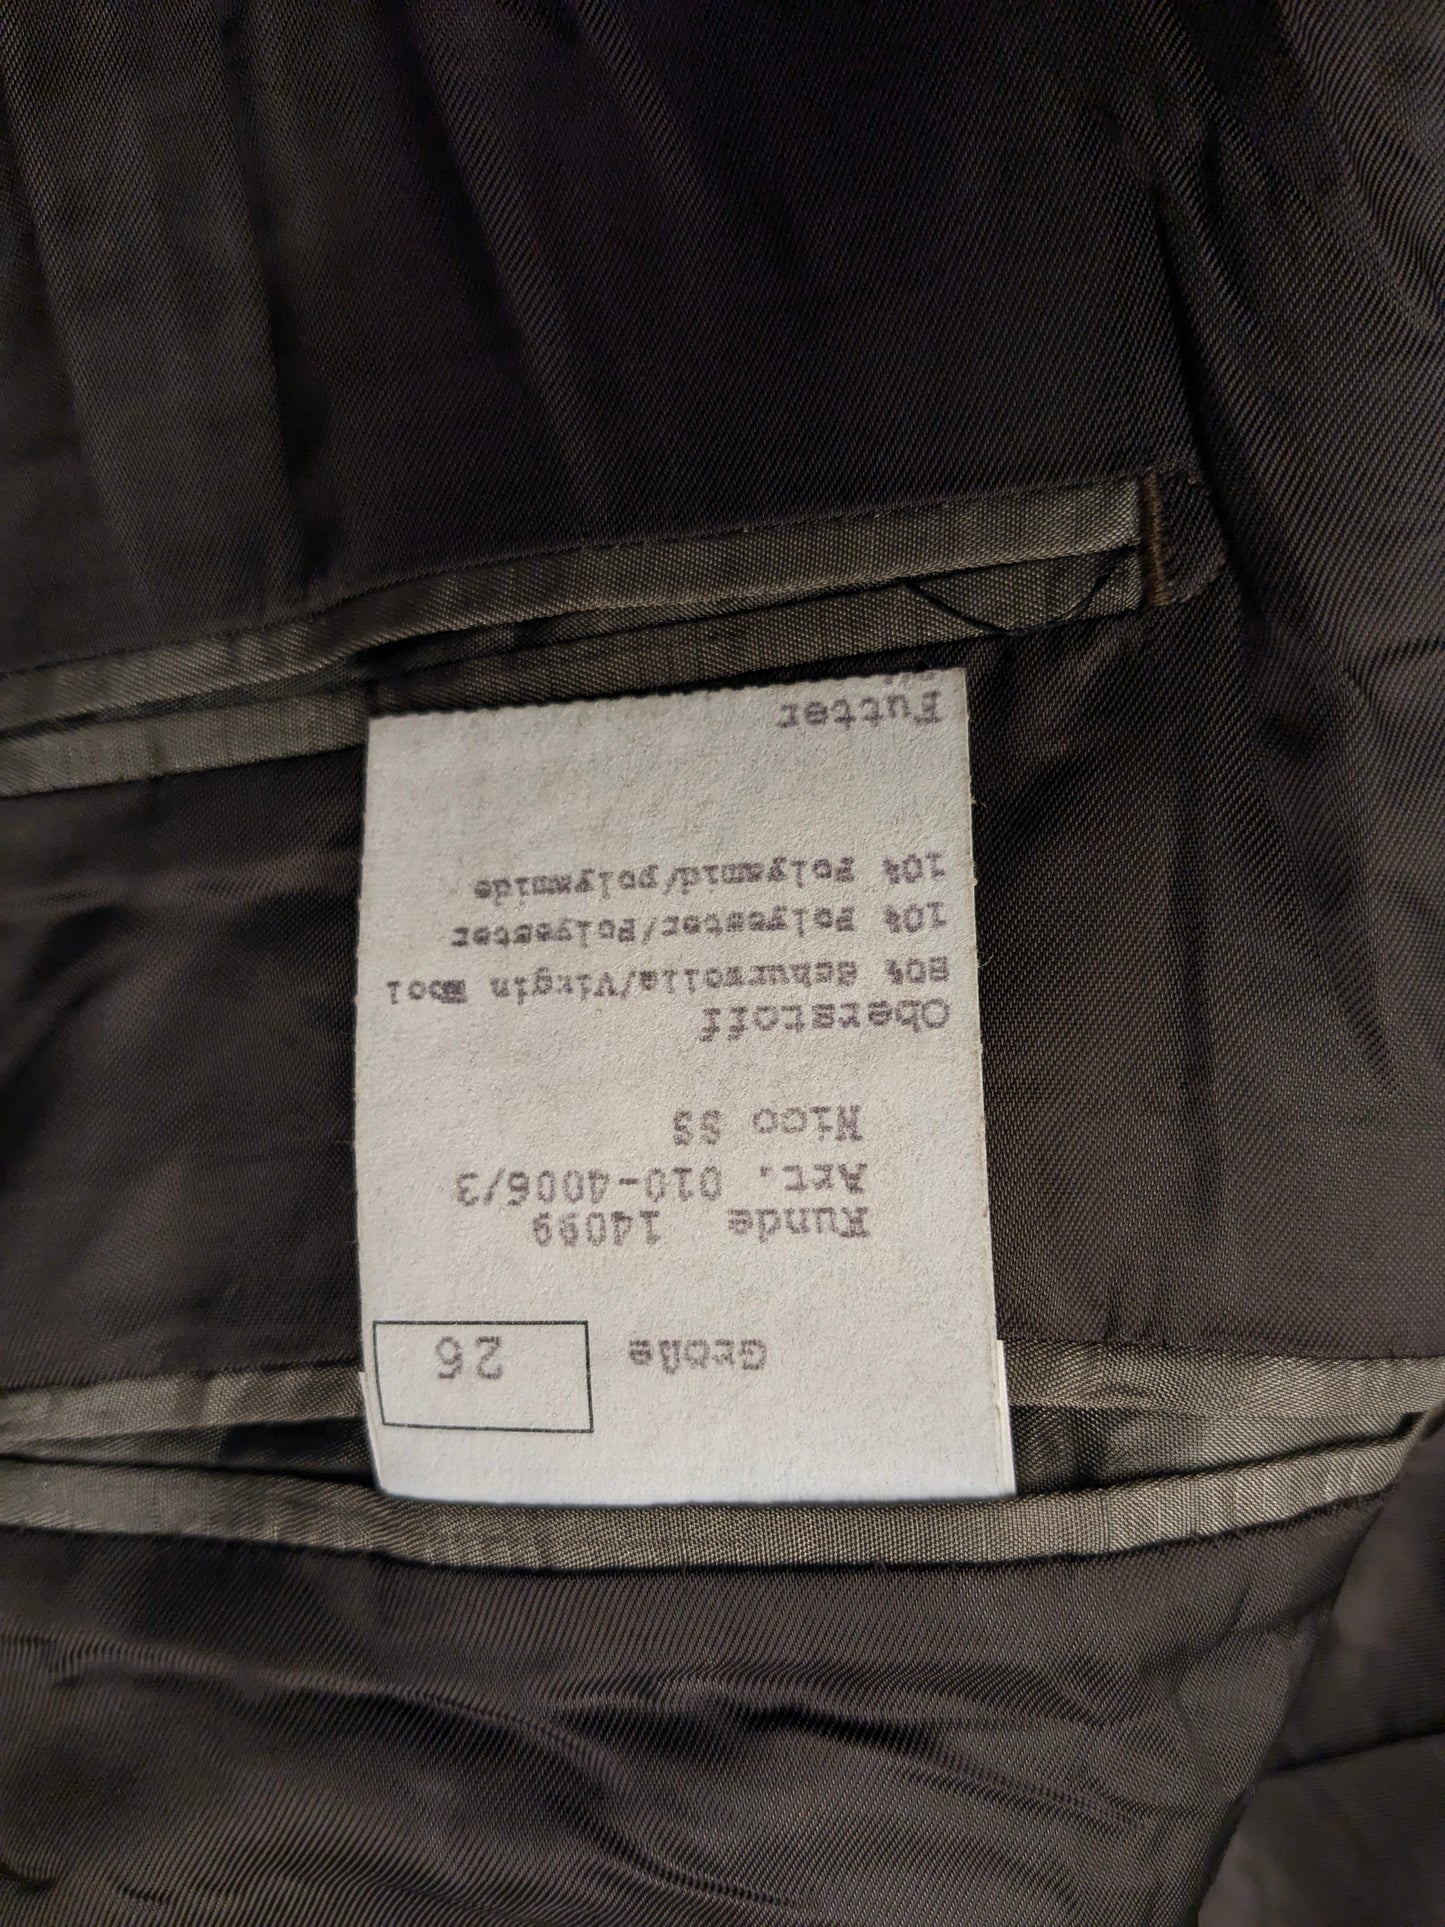 Größe 26
Kunde 14099
Art. 010-4006/3
Nico SS
Oberstoff
80% Schurwolle/Virgin Wool
10% Polyester/Polyester
10% Polyamid/polyamide
Futter